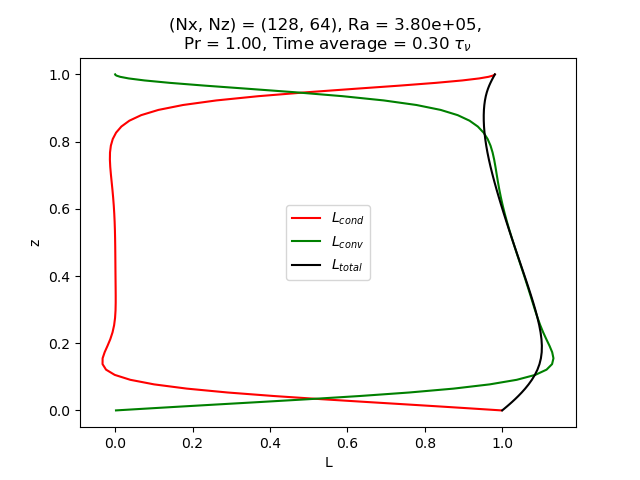 (Nx, Nz) = (128, 64), Ra = 3.80e+05,
Pr = 1.00, Time average = 0.30 τ_ν
1.0
0.8
0.6
0.4
0.2
0.0
z
L_cond
L_conv
L_total
0.0 0.2 0.4 0.6 0.8 1.0
L